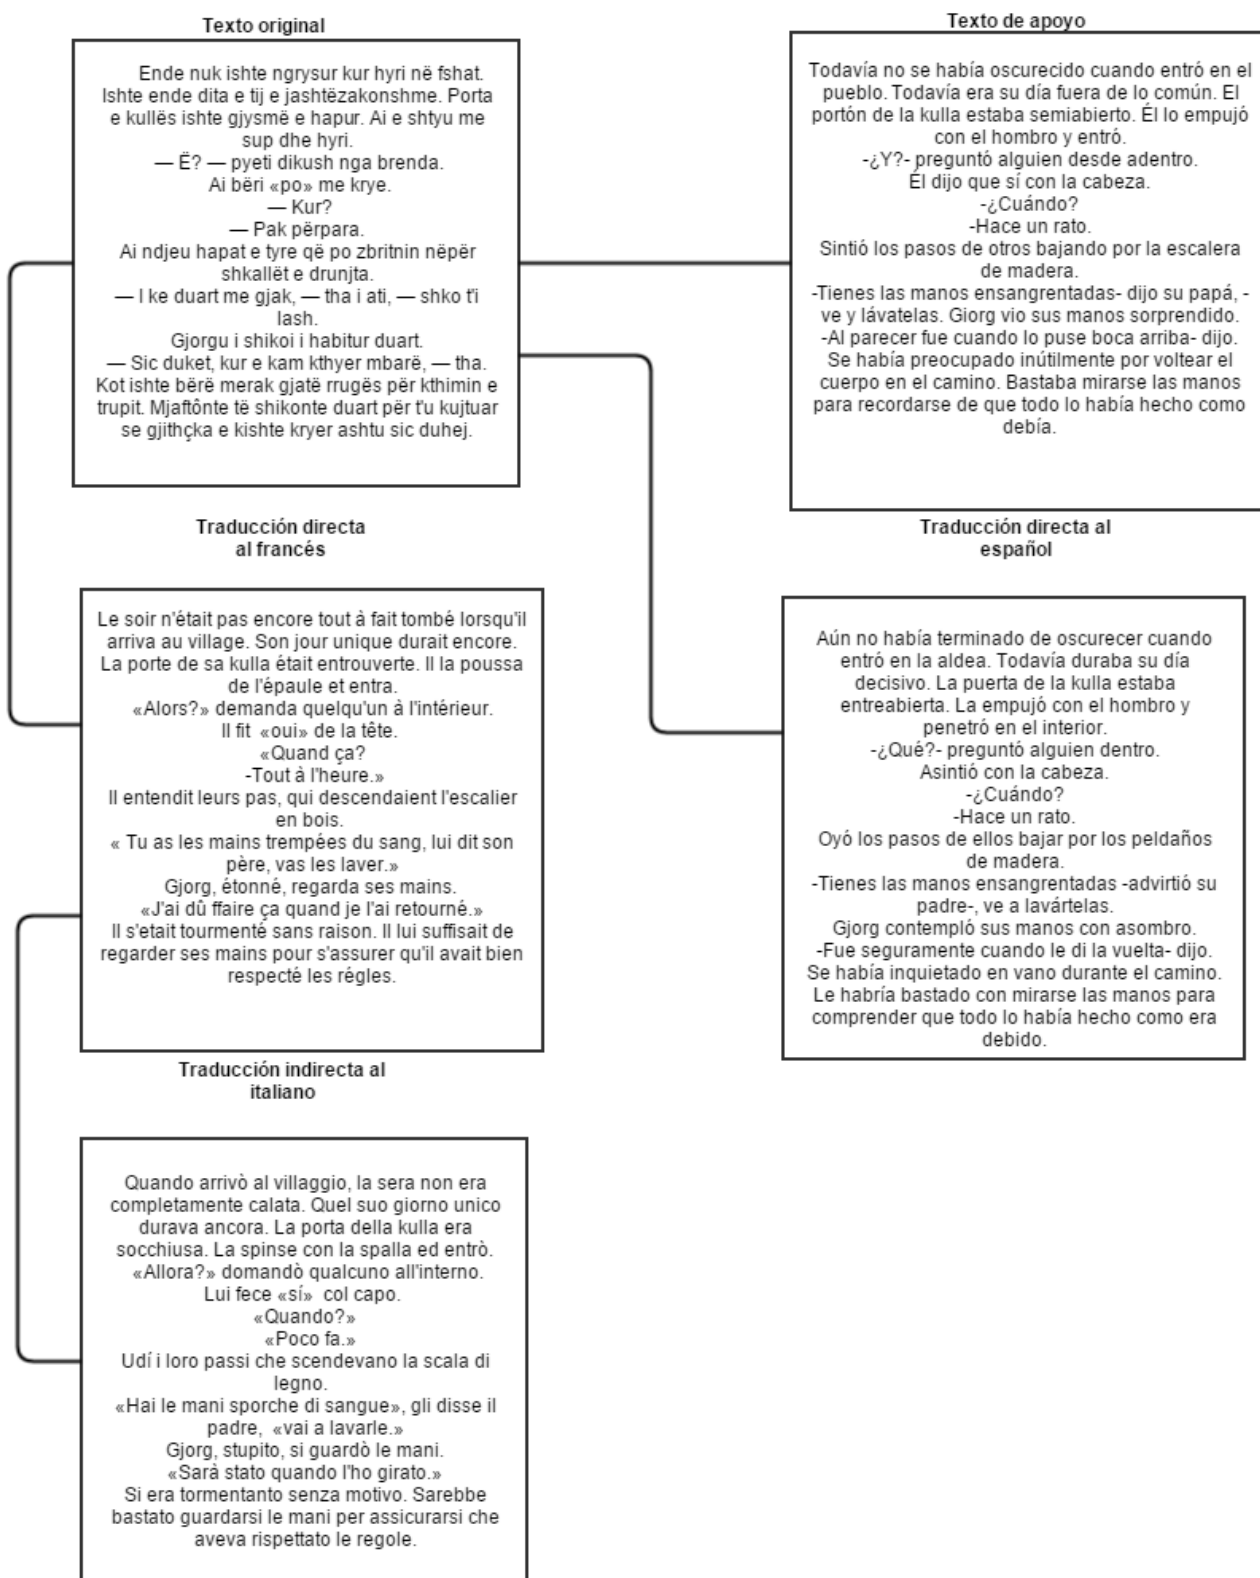 Texto original
Ende nuk ishte ngrysur kur hyri në fshat.
Ishte ende dita e tij e jashtëzakonshme. Porta
e kullës ishte gjysmë e hapur. Ai e shtyu me
sup dhe hyri.
— Ë? — pyeti dikush nga brenda.
Ai bëri «po» me krye.
— Kur?
— Pak përpara.
Ai ndjeu hapat e tyre që po zbritnin nëpër
shkallët e drunjta.
— I ke duart me gjak, — tha i ati, — shko t'i
lash.
Gjorgu i shikoi i habitur duart.
— Sic duket, kur e kam kthyer mbarë, — tha.
Kot ishte bërë merak gjatë rrugës për kthimin e
trupit. Mjaftônte të shikonte duart për t'u kujtuar
se gjithçka e kishte kryer ashtu sic duhej.
Texto de apoyo
Todavía no se había oscurecido cuando entró en el
pueblo. Todavía era su día fuera de lo común. El
portón de la kulla estaba semiabierto. Él lo empujó
con el hombro y entró.
-¿Y?- preguntó alguien desde adentro.
Él dijo que sí con la cabeza.
-¿Cuándo?
-Hace un rato.
Sintió los pasos de otros bajando por la escalera
de madera.
-Tienes las manos ensangrentadas- dijo su papá, -
ve y lávatelas. Giorg vio sus manos sorprendido.
-Al parecer fue cuando lo puse boca arriba- dijo.
Se había preocupado inútilmente por voltear el
cuerpo en el camino. Bastaba mirarse las manos
para recordarse de que todo lo había hecho como
debía.
Traducción directa
al francés
Le soir n'était pas encore tout à fait tombé lorsqu'il
arriva au village. Son jour unique durait encore.
La porte de sa kulla était entrouverte. Il la poussa
de l'épaule et entra.
«Alors?» demanda quelqu'un à l'intérieur.
Il fit «oui» de la tête.
«Quand ça?
-Tout à l'heure.»
Il entendit leurs pas, qui descendaient l'escalier
en bois.
« Tu as les mains trempées du sang, lui dit son
père, vas les laver.»
Gjorg, étonné, regarda ses mains.
«J'ai dû ffaire ça quand je l'ai retourné.»
Il s'etait tourmenté sans raison. Il lui suffisait de
regarder ses mains pour s'assurer qu'il avait bien
respecté les régles.
Traducción directa al
español
Aún no había terminado de oscurecer cuando
entró en la aldea. Todavía duraba su día
decisivo. La puerta de la kulla estaba
entreabierta. La empujó con el hombro y
penetró en el interior.
-¿Qué?- preguntó alguien dentro.
Asintió con la cabeza.
-¿Cuándo?
-Hace un rato.
Oyó los pasos de ellos bajar por los peldaños
de madera.
-Tienes las manos ensangrentadas -advirtió su
padre-, ve a lavártelas.
Gjorg contempló sus manos con asombro.
-Fue seguramente cuando le di la vuelta- dijo.
Se había inquietado en vano durante el camino.
Le habría bastado con mirarse las manos para
comprender que todo lo había hecho como era
debido.
Traducción indirecta al
italiano
Quando arrivò al villaggio, la sera non era
completamente calata. Quel suo giorno unico
durava ancora. La porta della kulla era
socchiusa. La spinse con la spalla ed entrò.
«Allora?» domandò qualcuno all'interno.
Lui fece «sí» col capo.
«Quando?»
«Poco fa.»
Udí i loro passi che scendevano la scala di
legno.
«Hai le mani sporche di sangue», gli disse il
padre, «vai a lavarle.»
Gjorg, stupito, si guardò le mani.
«Sarà stato quando l'ho girato.»
Si era tormentanto senza motivo. Sarebbe
bastato guardarsi le mani per assicurarsi che
aveva rispettato le regole.